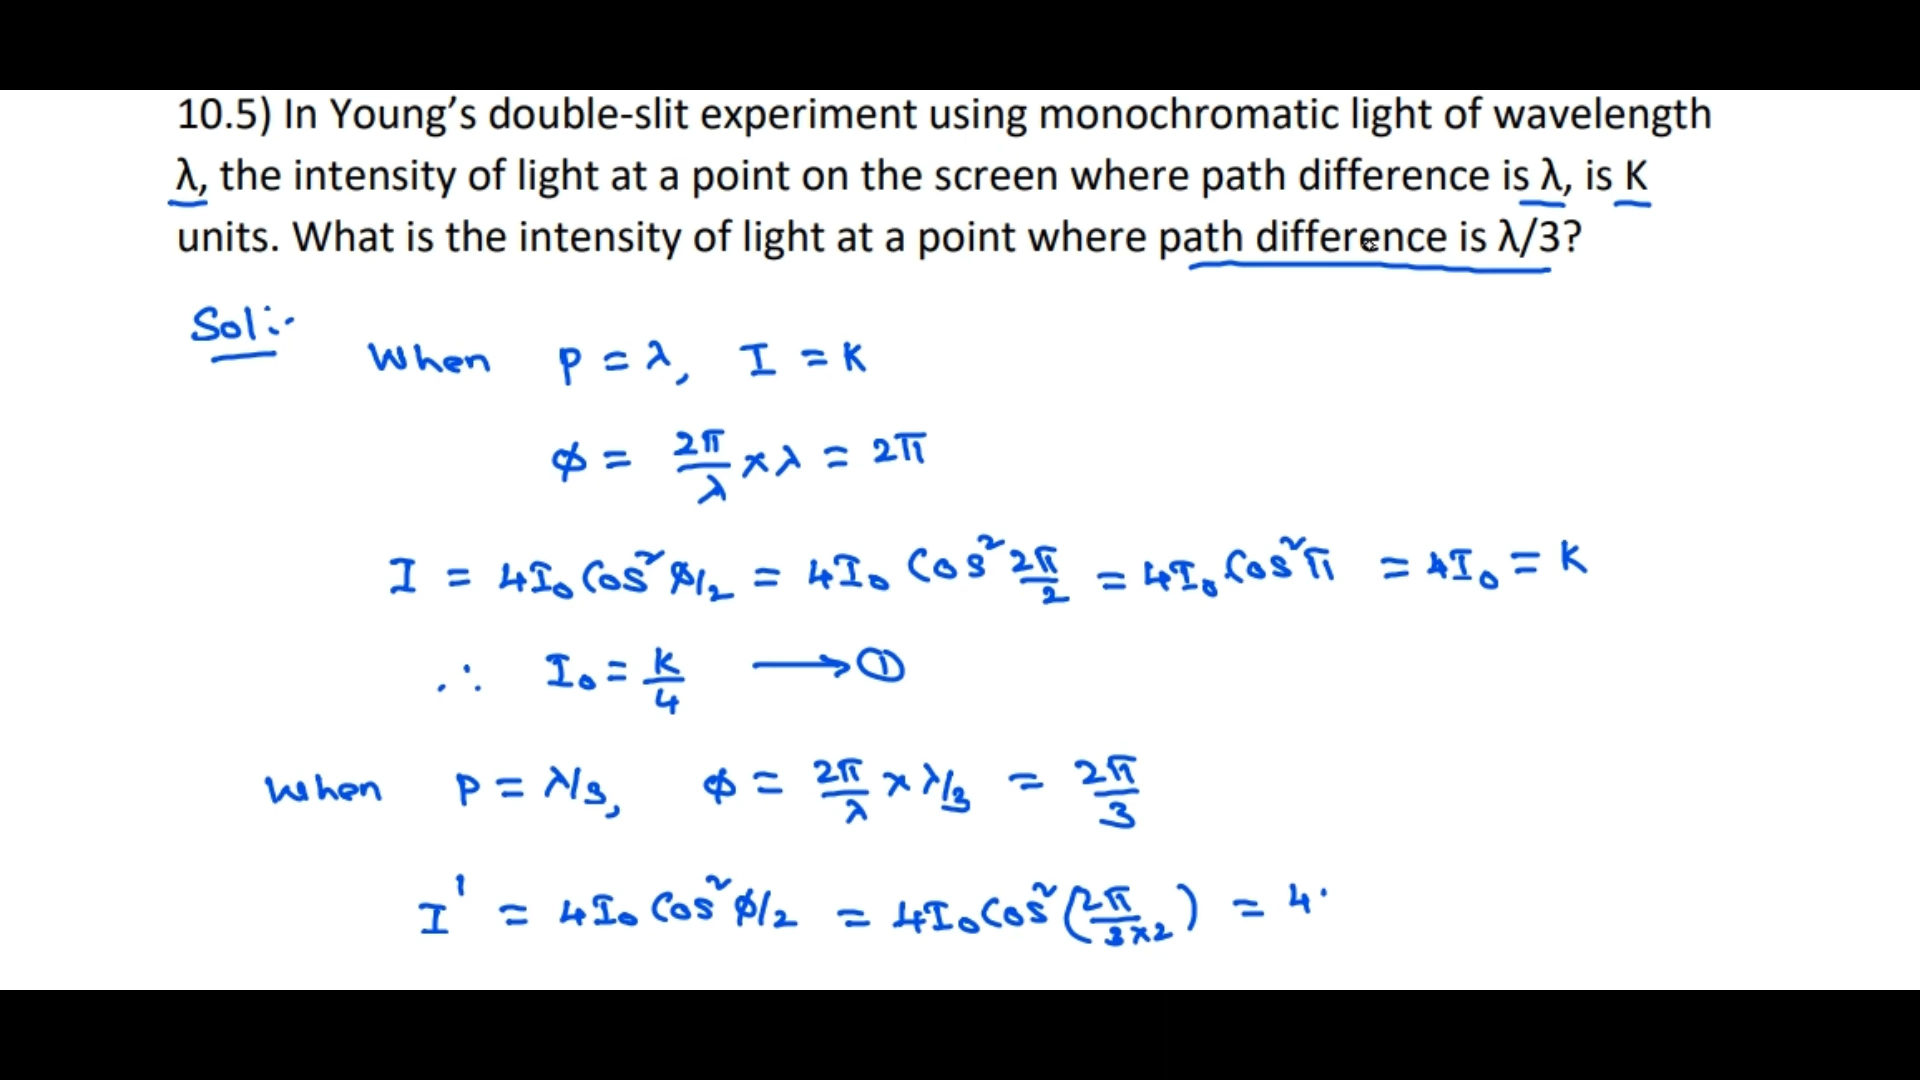 10.5) In Young’s double-slit experiment using monochromatic light of wavelength
λ, the intensity of light at a point on the screen where path difference is λ, is K
units. What is the intensity of light at a point where path difference is λ/3?
Sol:-
When P = λ, I = K
φ = 2π/λ × λ = 2π
I = 4I₀ Cos² φ/2 = 4I₀ Cos² 2π/2 = 4I₀ Cos² π = 4I₀ = K
∴ I₀ = K/4 → ①
When P = λ/3, φ = 2π/λ × λ/3 = 2π/3
I' = 4I₀ Cos² φ/2 = 4I₀ Cos² (2π/3×2) = 4